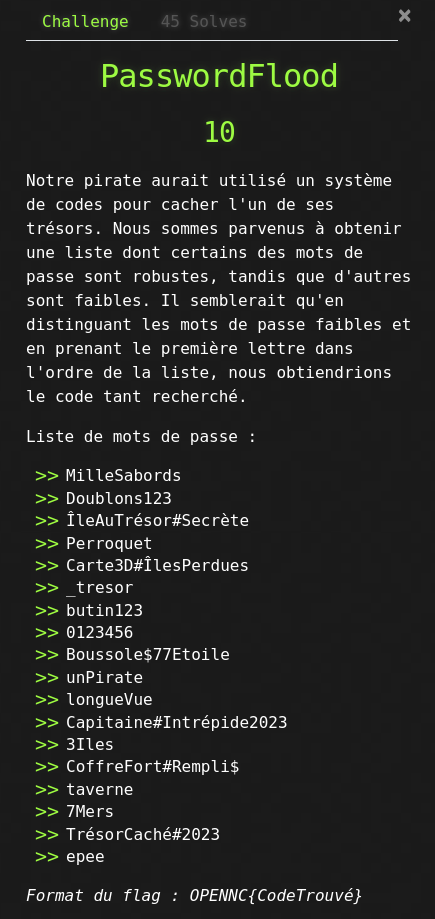 Challenge 45 Solves ×
PasswordFlood
10
Notre pirate aurait utilisé un système
de codes pour cacher l'un de ses
trésors. Nous sommes parvenus à obtenir
une liste dont certains des mots de
passe sont robustes, tandis que d'autres
sont faibles. Il semblerait qu'en
distinguant les mots de passe faibles et
en prenant le première lettre dans
l'ordre de la liste, nous obtiendrions
le code tant recherché.
Liste de mots de passe :
>> MilleSabords
>> Doublons123
>> ÎleAuTrésor#Secrète
>> Perroquet
>> Carte3D#ÎlesPerdues
>> _tresor
>> butin123
>> 0123456
>> Boussole$77Etoile
>> unPirate
>> longueVue
>> Capitaine#Intrépide2023
>> 3Iles
>> CoffreFort#Rempli$
>> taverne
>> 7Mers
>> TrésorCaché#2023
>> epee
Format du flag : OPENNC{CodeTrouvé}